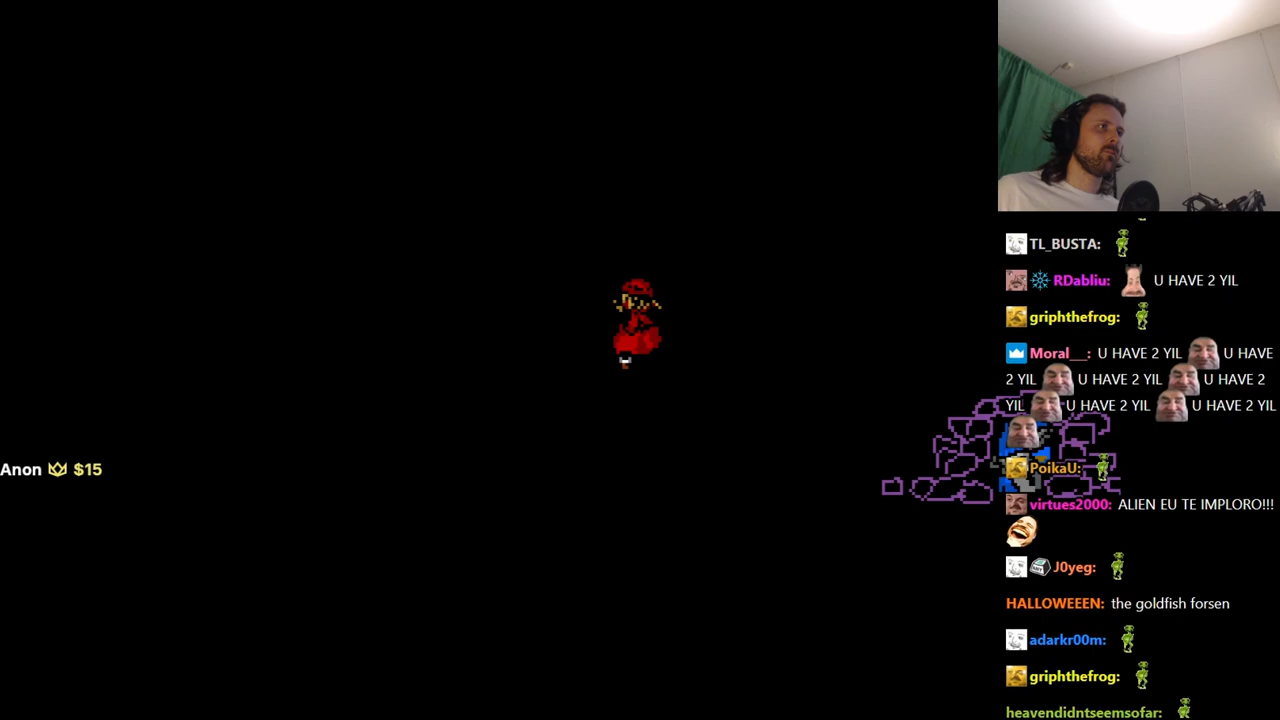 TL_BUSTA:
RDabliu: U HAVE 2 YIL
griphthefrog:
Moral__: U HAVE 2 YIL U HAVE
2 YIL U HAVE 2 YIL U HAVE 2
YIL U HAVE 2 YIL U HAVE 2 YIL
Anon $15
PoikaU:
virtues2000: ALIEN EU TE IMPLORO!!!
J0yeg:
HALLOWEEEN: the goldfish forsen
adarkr00m:
griphthefrog:
heavendidntseemsofar: